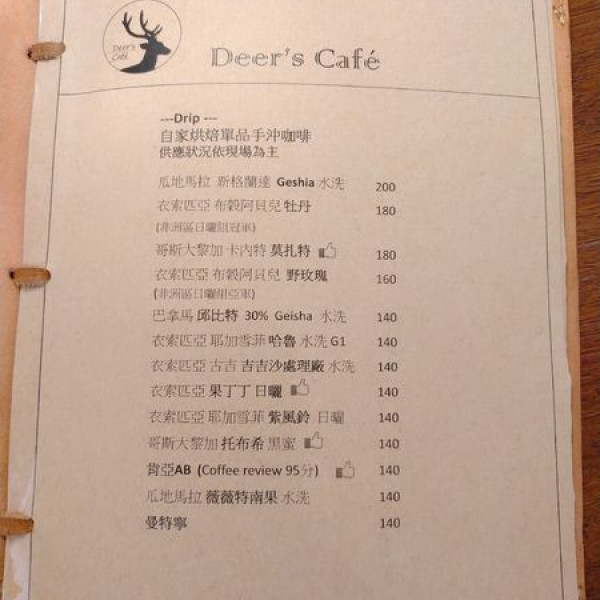 Deer's
Café
Deer's Café
---Drip ---
自家烘焙單品手沖咖啡
供應狀況依現場為主
瓜地馬拉 新格蘭達 Geshia 水洗 200
衣索匹亞 布穀阿貝兒 牡丹 180
(非洲區日曬組冠軍)
哥斯大黎加 卡內特 莫扎特 180
衣索匹亞 布穀阿貝兒 野玫瑰 160
(非洲區日曬組亞軍)
巴拿馬 邱比特 30% Geisha 水洗 140
衣索匹亞 耶加雪菲 哈魯 水洗 G1 140
衣索匹亞 古吉 吉吉沙處理廠 水洗 140
衣索匹亞 果丁丁 日曬 140
衣索匹亞 耶加雪菲 紫風鈴 日曬 140
哥斯大黎加 托布希 黑蜜 140
肯亞AB (Coffee review 95分) 140
瓜地馬拉 薇薇特南果 水洗 140
曼特寧 140